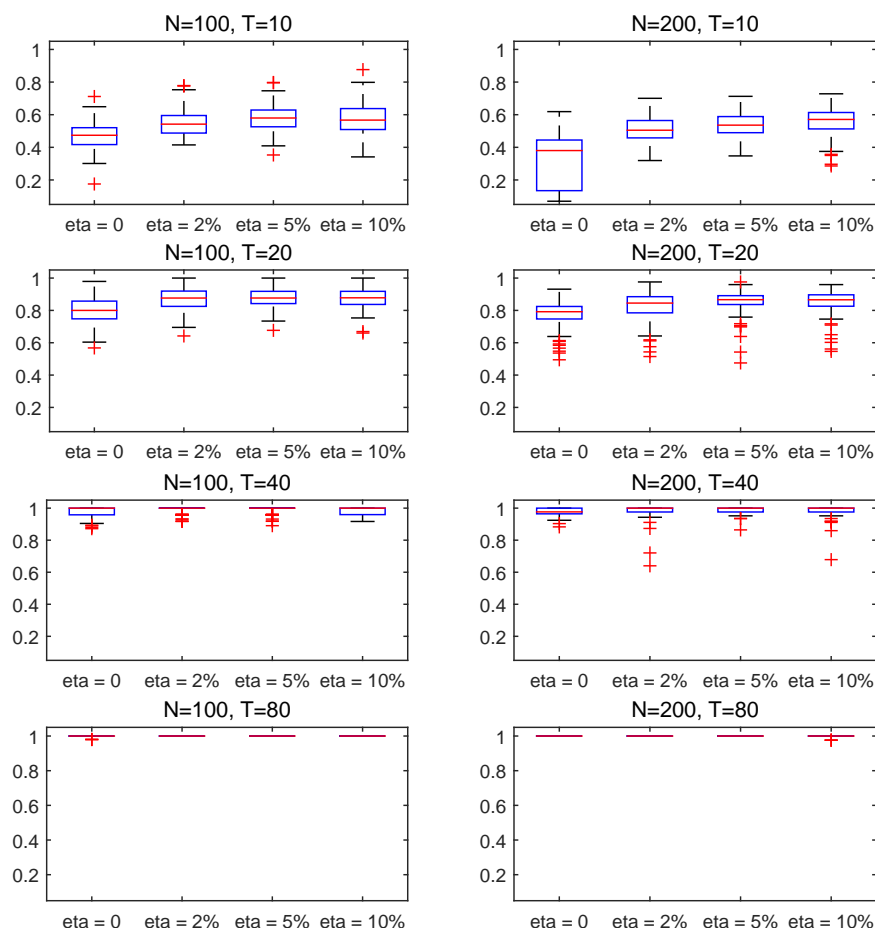 N=100, T=10
1
0.8
0.6
0.4
0.2
eta = 0 eta = 2% eta = 5% eta = 10%
N=200, T=10
1
0.8
0.6
0.4
0.2
eta = 0 eta = 2% eta = 5% eta = 10%
N=100, T=20
1
0.8
0.6
0.4
0.2
eta = 0 eta = 2% eta = 5% eta = 10%
N=200, T=20
1
0.8
0.6
0.4
0.2
eta = 0 eta = 2% eta = 5% eta = 10%
N=100, T=40
1
0.8
0.6
0.4
0.2
eta = 0 eta = 2% eta = 5% eta = 10%
N=200, T=40
1
0.8
0.6
0.4
0.2
eta = 0 eta = 2% eta = 5% eta = 10%
N=100, T=80
1
0.8
0.6
0.4
0.2
eta = 0 eta = 2% eta = 5% eta = 10%
N=200, T=80
1
0.8
0.6
0.4
0.2
eta = 0 eta = 2% eta = 5% eta = 10%